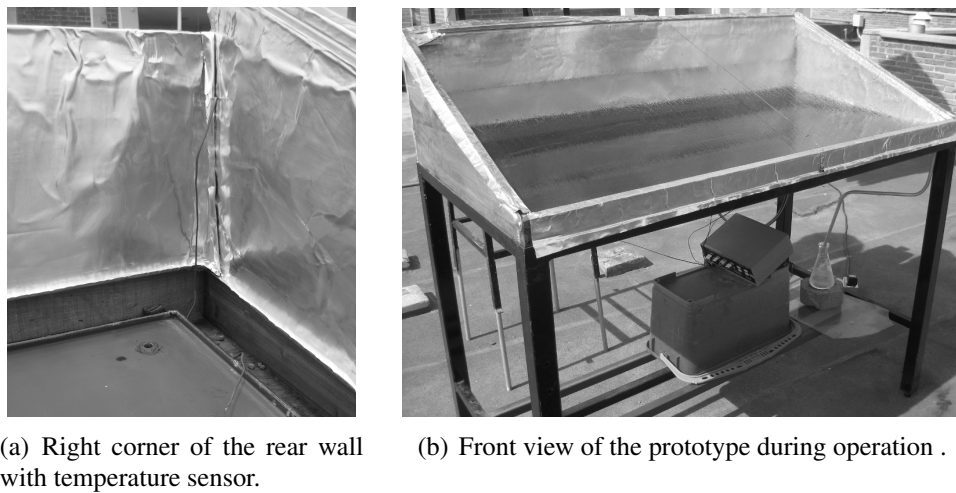 (a) Right corner of the rear wall
with temperature sensor.
(b) Front view of the prototype during operation .